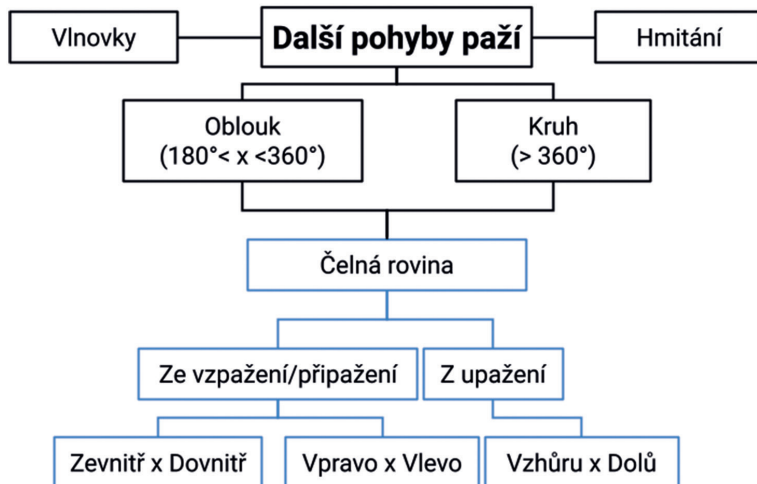 Vlnovky
Další pohyby paží
Hmitání
Oblouk
(180°< x <360°)
Kruh
(> 360°)
Čelná rovina
Ze vzpažení/připažení
Z upažení
Zevnitř x Dovnitř
Vpravo x Vlevo
Vzhůru x Dolů